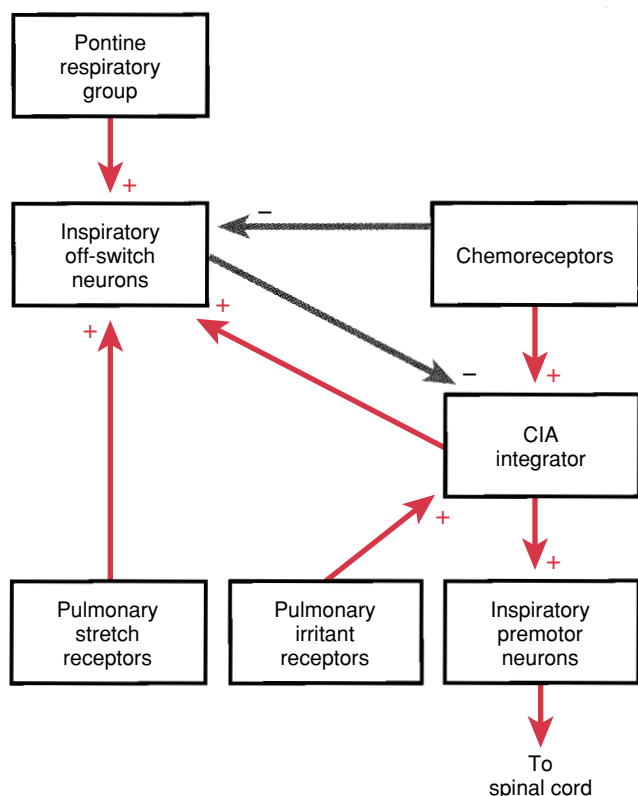 Pontine
respiratory
group
+
–
Inspiratory
off-switch
neurons
Chemoreceptors
+
+
+
–
CIA
integrator
+
+
Pulmonary
stretch
receptors
Pulmonary
irritant
receptors
Inspiratory
premotor
neurons
To
spinal cord